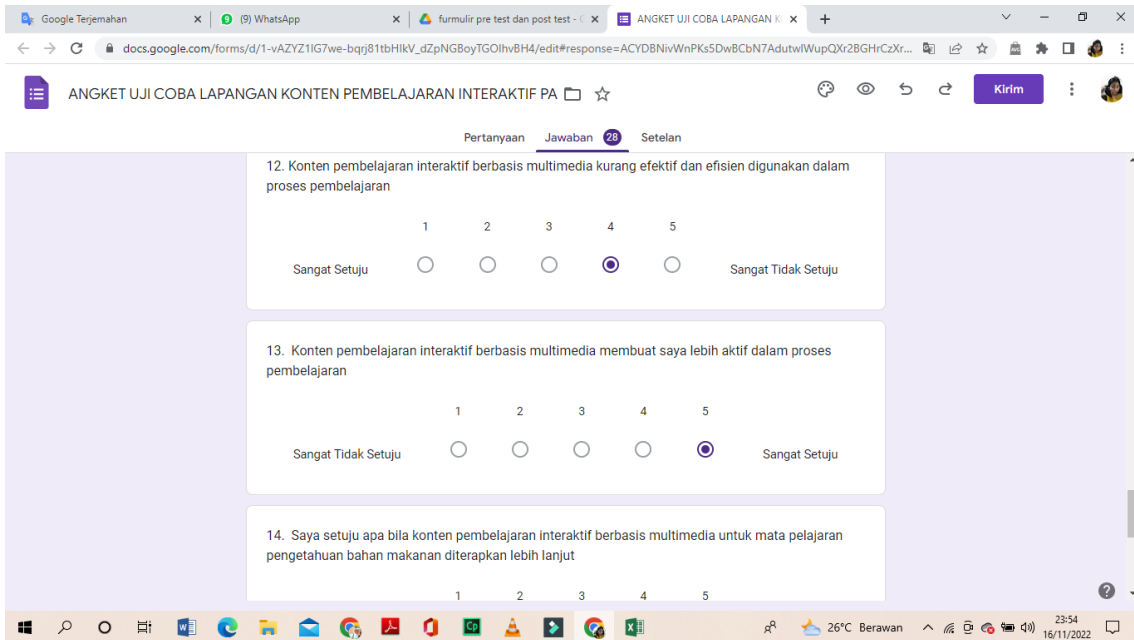 Google Terjemahan
(9) WhatsApp
furmulir pre test dan post test - G
ANGKET UJI COBA LAPANGAN K
docs.google.com/forms/d/1-vAZYZ1IG7we-bqrj81tbHIkV_dZpNGBoyTGOIhvBH4/edit#response=ACYDBNivWnPKs5DwBCbN7AdutwIWupQXr2BGHrCzXr...
ANGKET UJI COBA LAPANGAN KONTEN PEMBELAJARAN INTERAKTIF PA
Kirim
Pertanyaan Jawaban 28 Setelan
12. Konten pembelajaran interaktif berbasis multimedia kurang efektif dan efisien digunakan dalam
proses pembelajaran
1 2 3 4 5
Sangat Setuju Sangat Tidak Setuju
13. Konten pembelajaran interaktif berbasis multimedia membuat saya lebih aktif dalam proses
pembelajaran
1 2 3 4 5
Sangat Tidak Setuju Sangat Setuju
14. Saya setuju apa bila konten pembelajaran interaktif berbasis multimedia untuk mata pelajaran
pengetahuan bahan makanan diterapkan lebih lanjut
1 2 3 4 5
26°C Berawan
23:54
16/11/2022